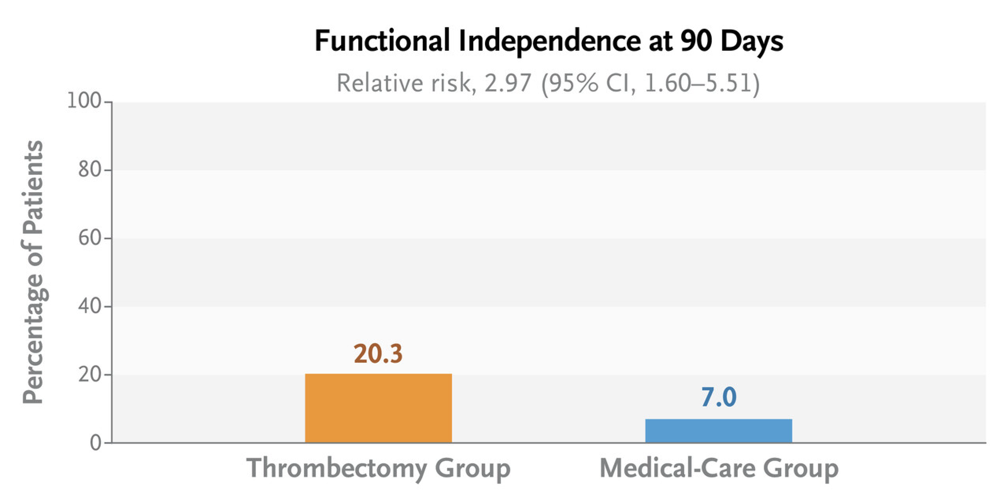 Functional Independence at 90 Days
Relative risk, 2.97 (95% CI, 1.60–5.51)
Percentage of Patients
100
80
60
40
20
0
20.3
7.0
Thrombectomy Group
Medical-Care Group